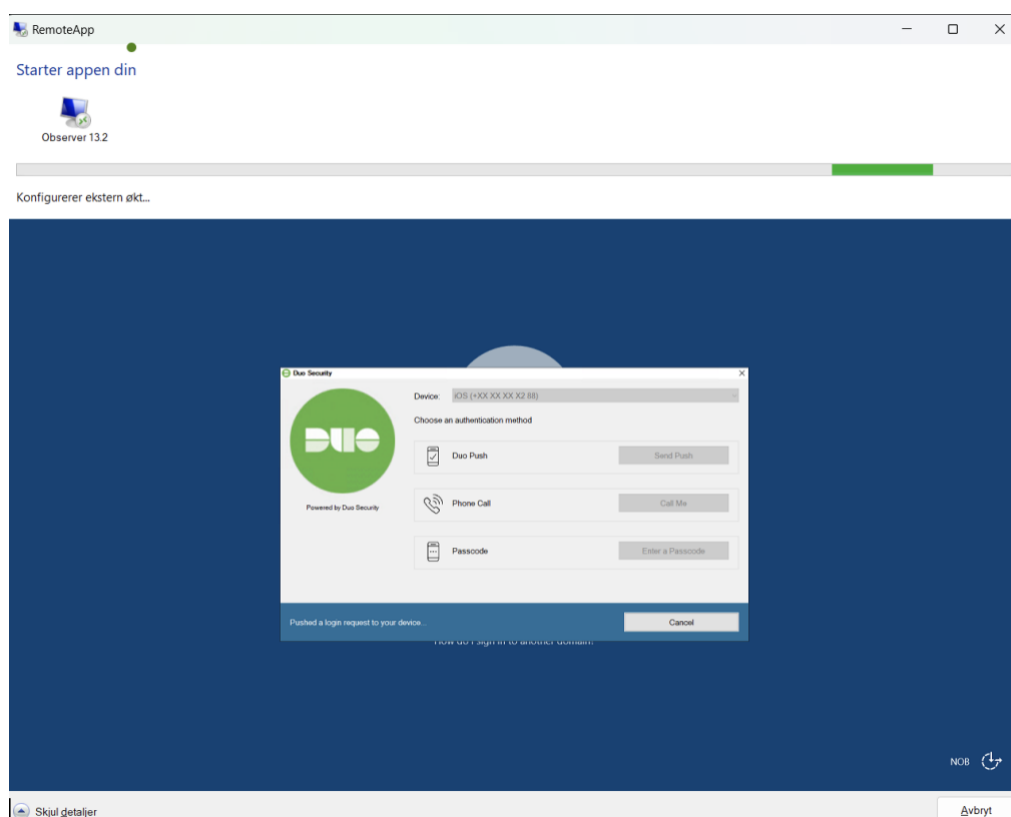 RemoteApp
Starter appen din
Observer 13.2
Konfigurerer ekstern økt...
Duo Security
Device: iOS (+XX XX XX X2 68)
Choose an authentication method
DUO
Duo Push
Send Push
Powered by Duo Security
Phone Call
Call Me
Passcode
Enter a Passcode
Pushed a login request to your device...
Cancel
How do I sign in to another domain?
NOB
Skjul detaljer
Avbryt